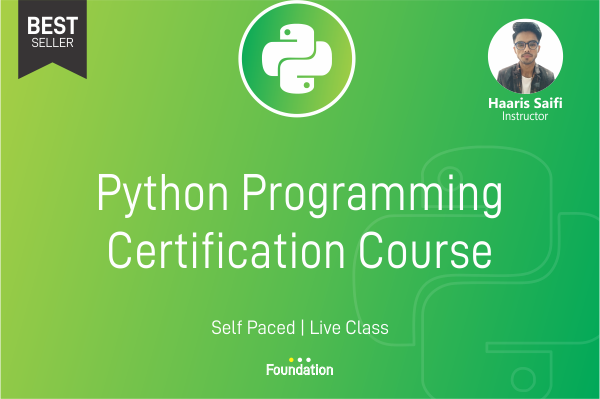 BEST
SELLER
Haaris Saifi
Instructor
Python Programming
Certification Course
Self Paced | Live Class
Foundation